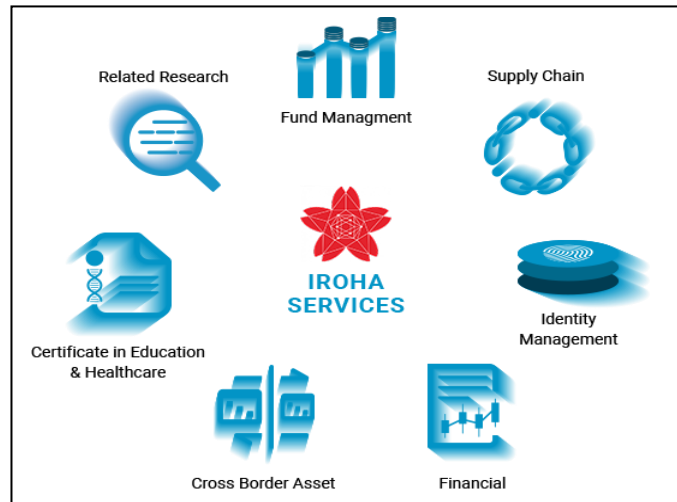 Related Research
Fund Managment
Supply Chain
IROHA
SERVICES
Identity
Management
Certificate in Education
& Healthcare
Cross Border Asset
Financial